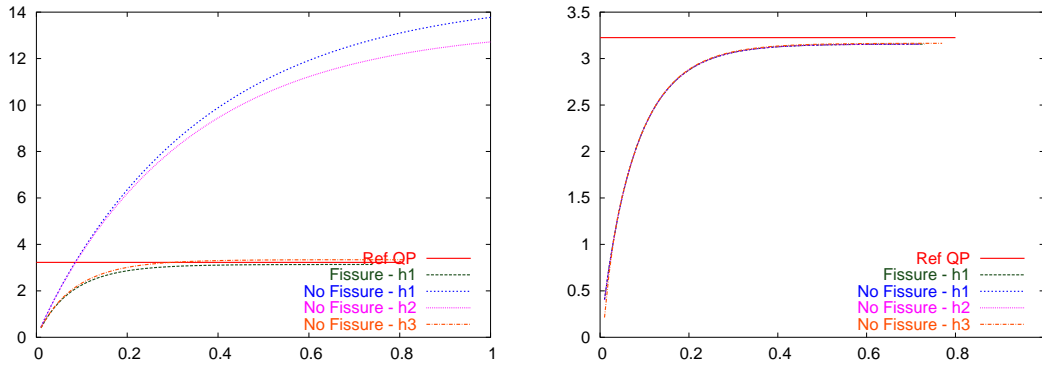 14
12
10
8
6
4
2
0
Ref QP
Fissure - h1
No Fissure - h1
No Fissure - h2
No Fissure - h3
0
0.2
0.4
0.6
0.8
1
3.5
3
2.5
2
1.5
1
0.5
0
Ref QP
Fissure - h1
No Fissure - h1
No Fissure - h2
No Fissure - h3
0
0.2
0.4
0.6
0.8